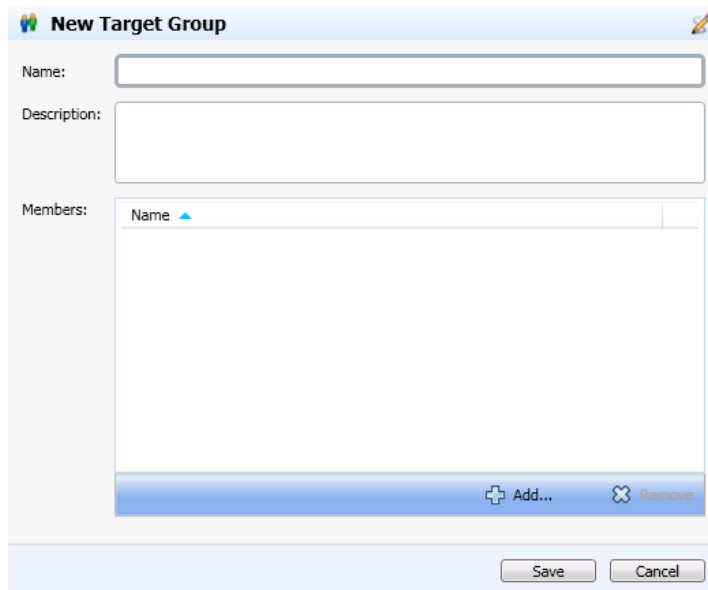 New Target Group
Name:
Description:
Members:
Name
Add... Remove
Save Cancel